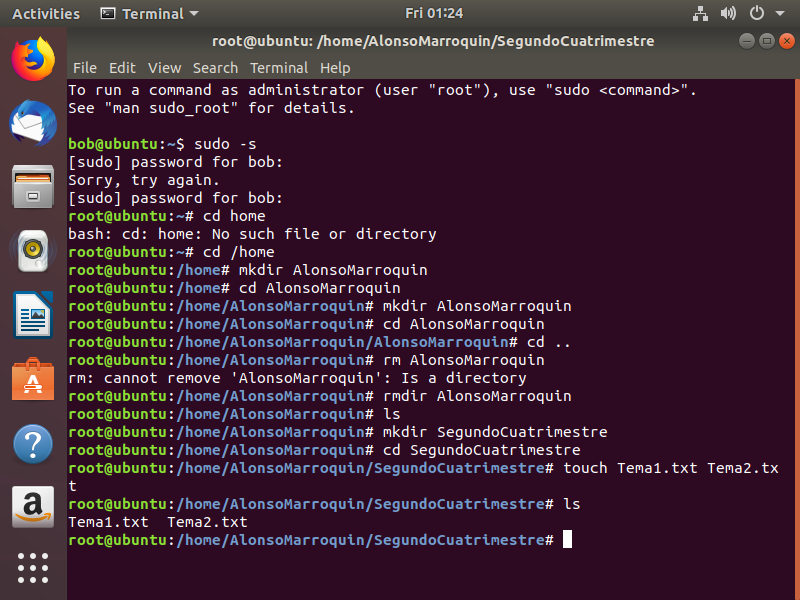 Activities Terminal Fri 01:24
root@ubuntu: /home/AlonsoMarroquin/SegundoCuatrimestre
File Edit View Search Terminal Help
To run a command as administrator (user "root"), use "sudo <command>".
See "man sudo_root" for details.
bob@ubuntu:~$ sudo -s
[sudo] password for bob:
Sorry, try again.
[sudo] password for bob:
root@ubuntu:~# cd home
bash: cd: home: No such file or directory
root@ubuntu:~# cd /home
root@ubuntu:/home# mkdir AlonsoMarroquin
root@ubuntu:/home# cd AlonsoMarroquin
root@ubuntu:/home/AlonsoMarroquin# mkdir AlonsoMarroquin
root@ubuntu:/home/AlonsoMarroquin# cd AlonsoMarroquin
root@ubuntu:/home/AlonsoMarroquin/AlonsoMarroquin# cd ..
root@ubuntu:/home/AlonsoMarroquin# rm AlonsoMarroquin
rm: cannot remove 'AlonsoMarroquin': Is a directory
root@ubuntu:/home/AlonsoMarroquin# rmdir AlonsoMarroquin
root@ubuntu:/home/AlonsoMarroquin# ls
root@ubuntu:/home/AlonsoMarroquin# mkdir SegundoCuatrimestre
root@ubuntu:/home/AlonsoMarroquin# cd SegundoCuatrimestre
root@ubuntu:/home/AlonsoMarroquin/SegundoCuatrimestre# touch Tema1.txt Tema2.tx
t
root@ubuntu:/home/AlonsoMarroquin/SegundoCuatrimestre# ls
Tema1.txt  Tema2.txt
root@ubuntu:/home/AlonsoMarroquin/SegundoCuatrimestre#